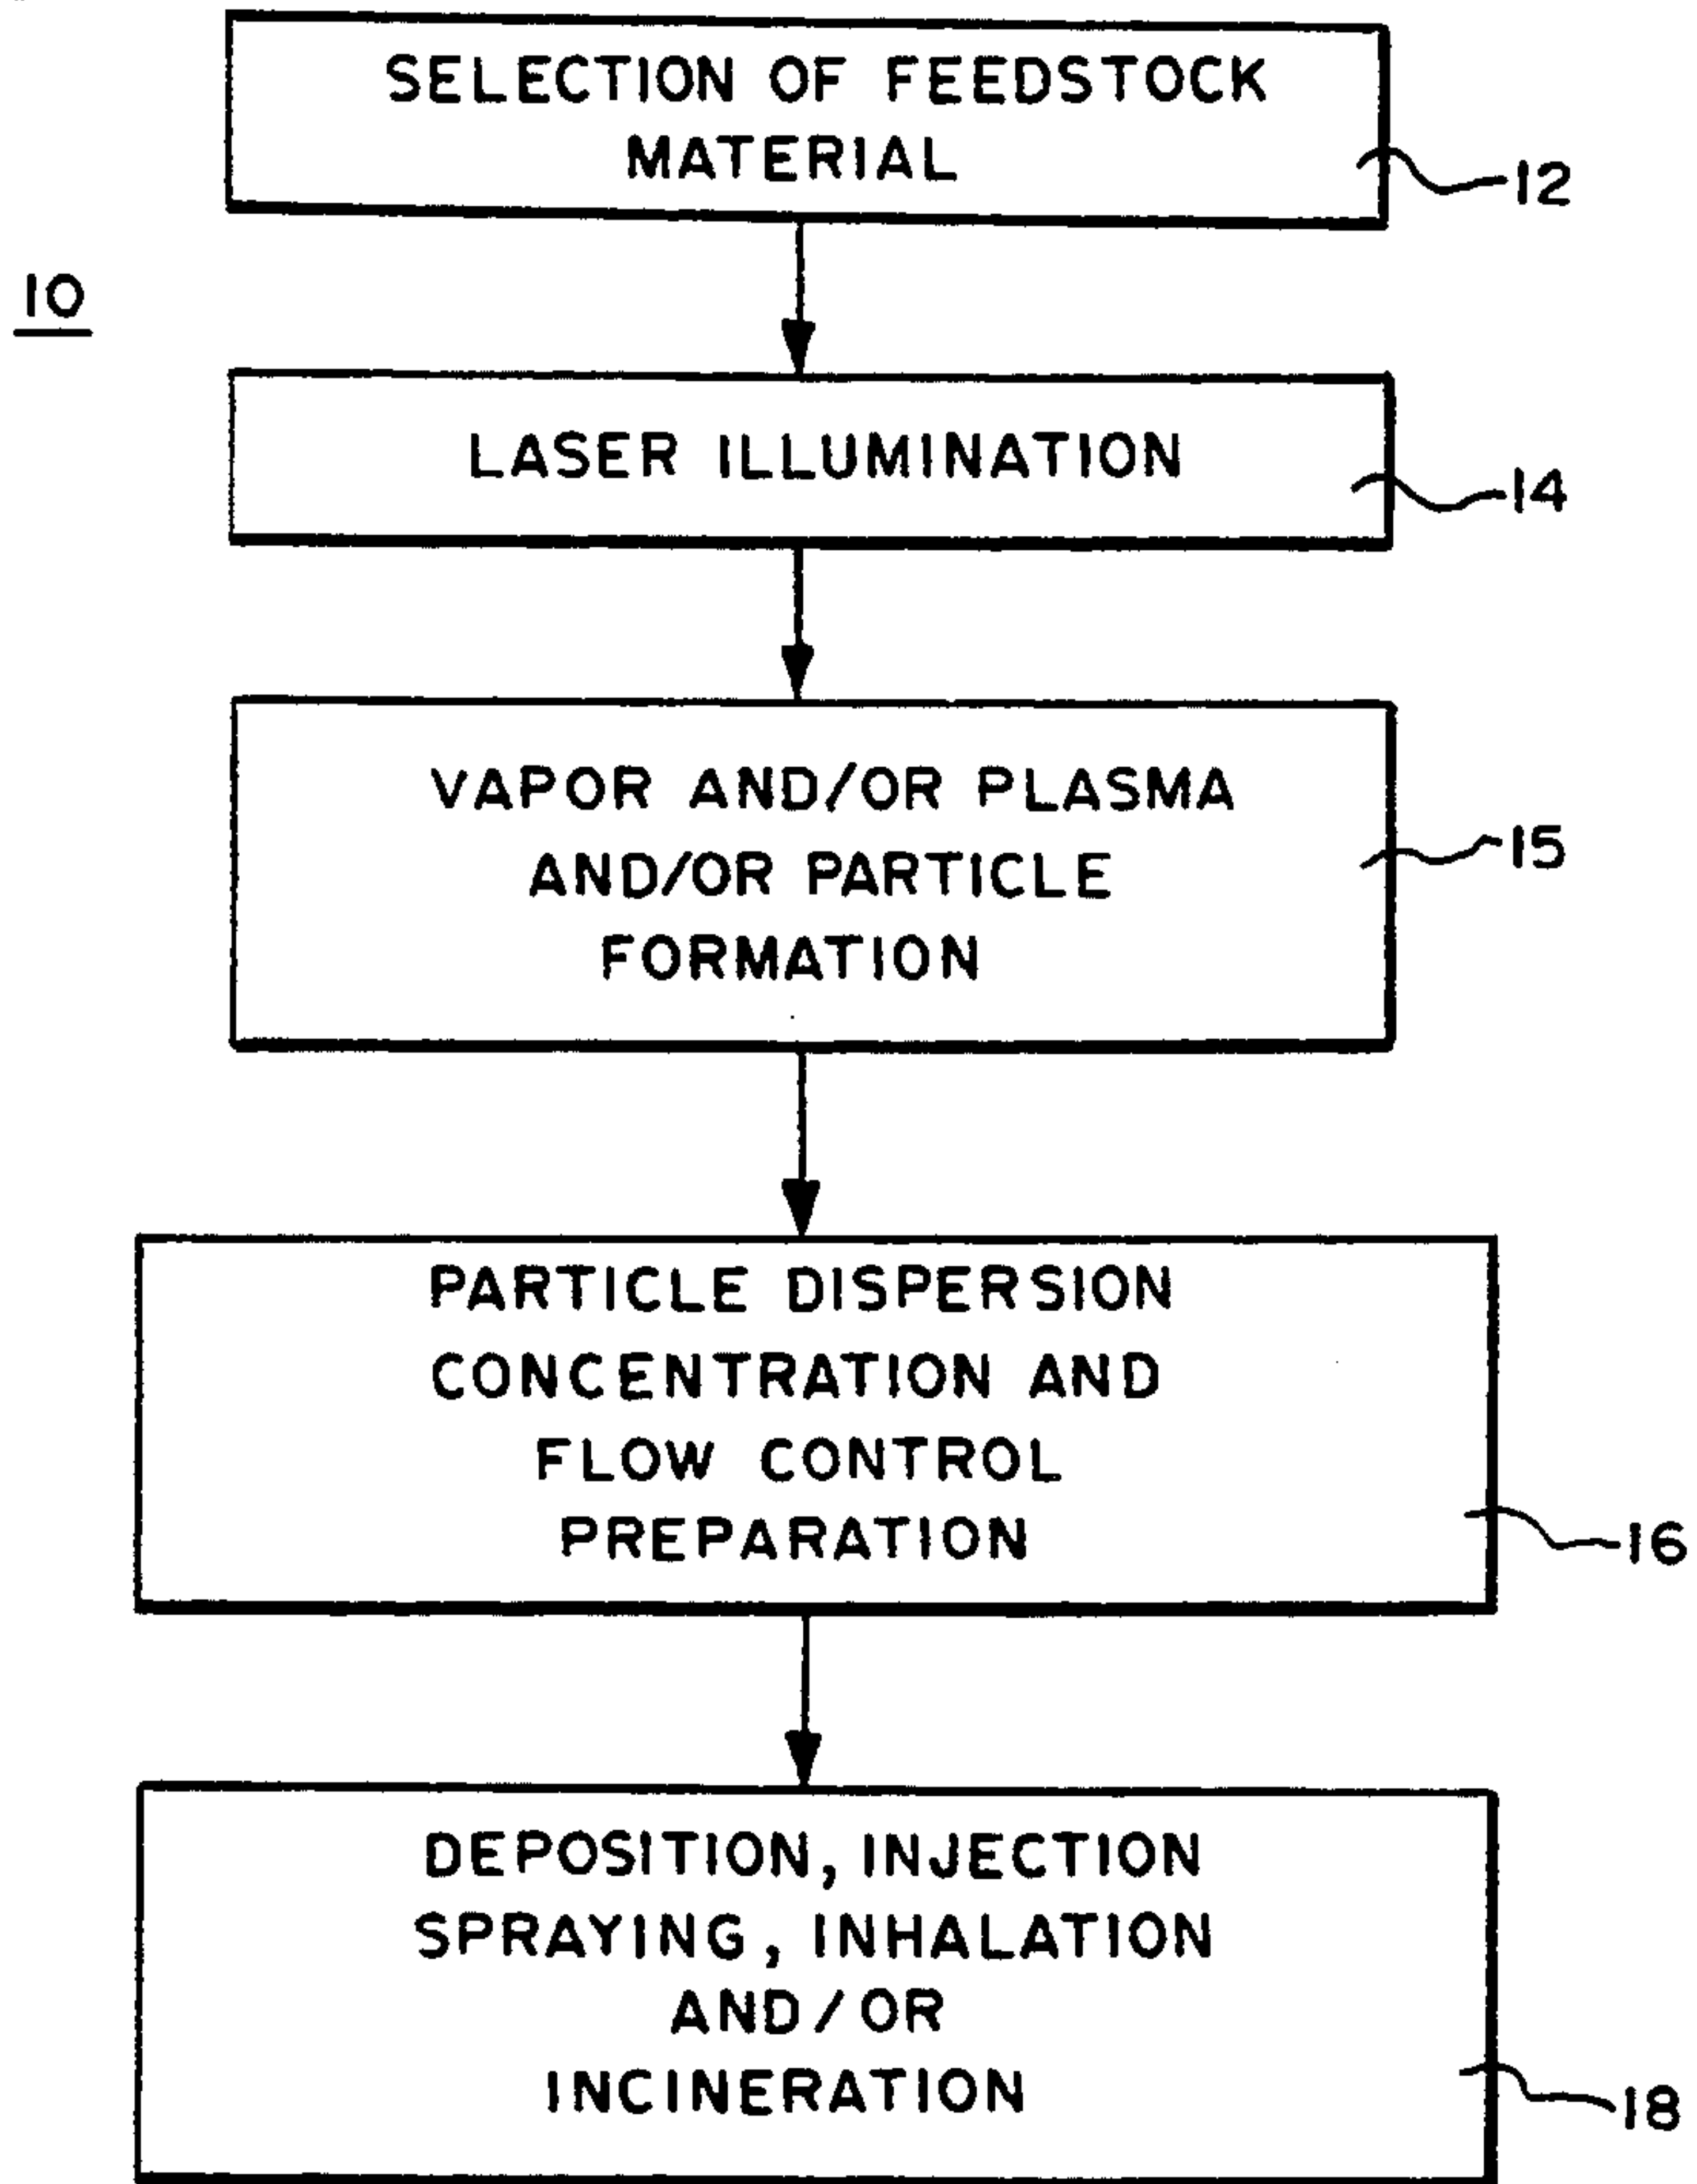 SELECTION OF FEEDSTOCK
MATERIAL
12
10
LASER ILLUMINATION
14
VAPOR AND/OR PLASMA
AND/OR PARTICLE
FORMATION
15
PARTICLE DISPERSION
CONCENTRATION AND
FLOW CONTROL
PREPARATION
16
DEPOSITION, INJECTION
SPRAYING, INHALATION
AND/OR
INCINERATION
18